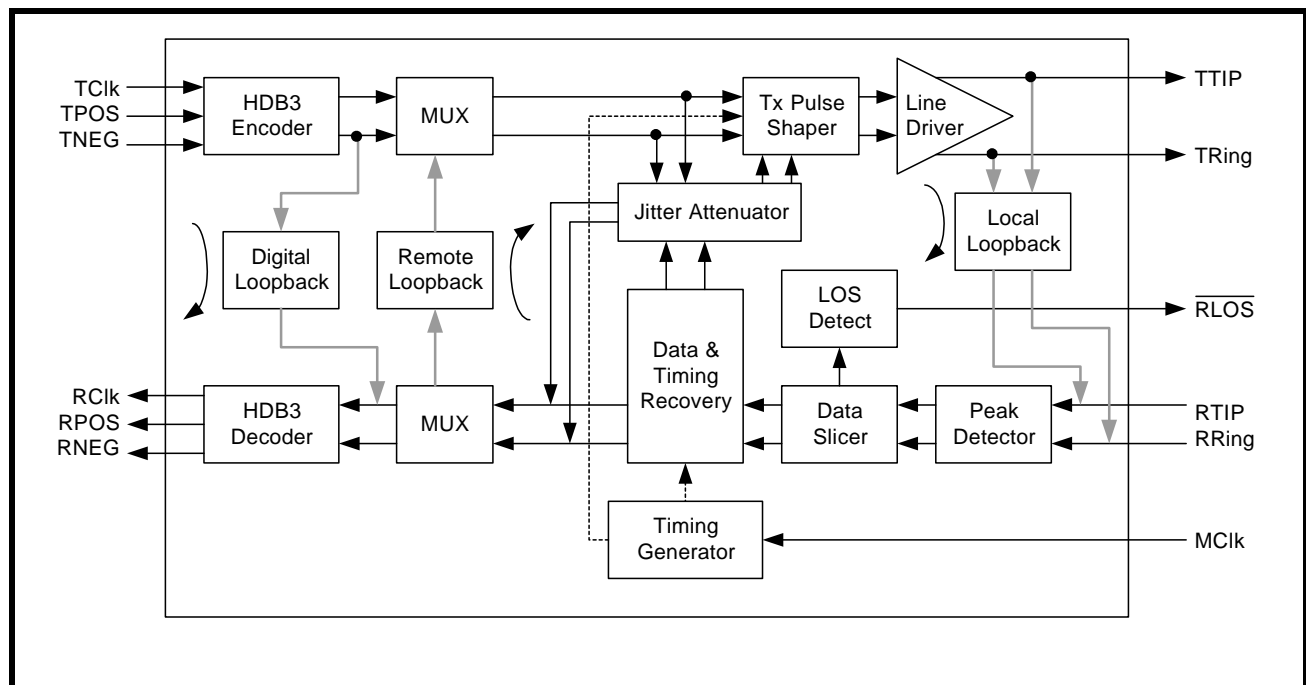 TClk
TPOS
TNEG
HDB3
Encoder
MUX
Tx Pulse
Shaper
Line
Driver
TTIP
TRing
Jitter Attenuator
Digital
Loopback
Remote
Loopback
Local
Loopback
LOS
Detect
RLOS
Data &
Timing
Recovery
RClk
RPOS
RNEG
HDB3
Decoder
MUX
Data
Slicer
Peak
Detector
RTIP
RRing
Timing
Generator
MClk